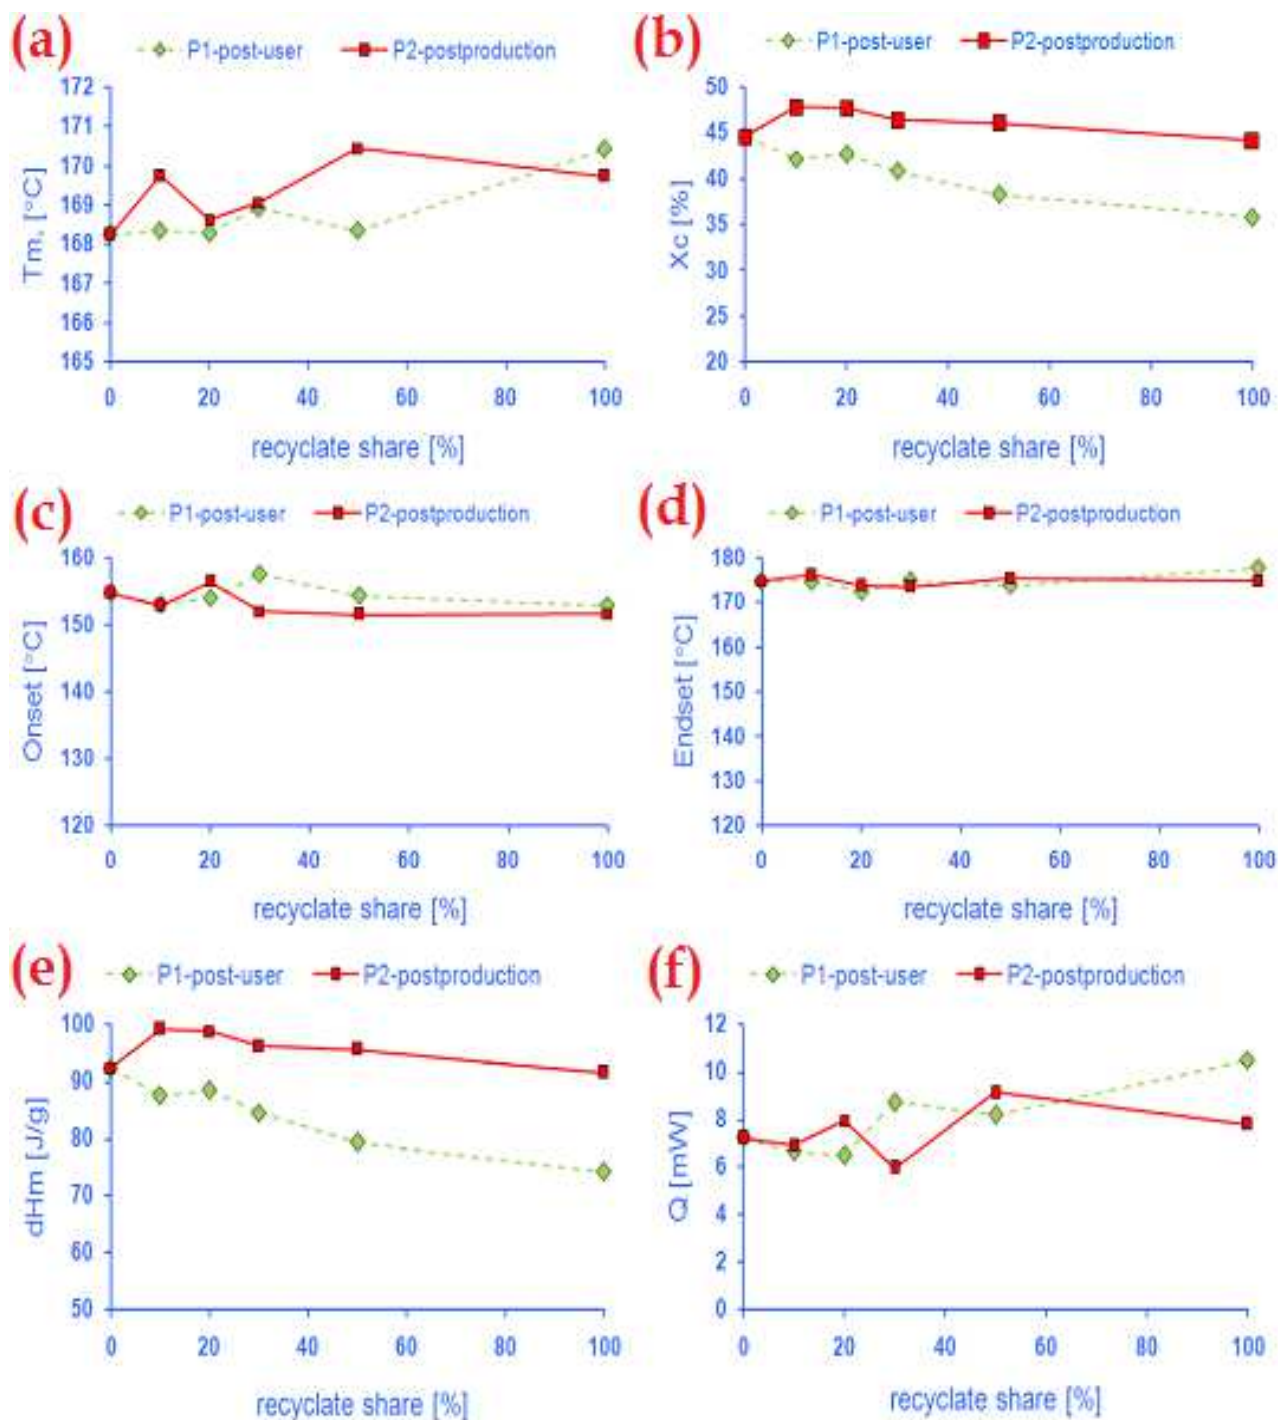 (a)
P1-post-user
P2-postproduction
172
171
170
169
168
167
166
165
Tm, [°C]
0 20 40 60 80 100
recyclate share [%]
(b)
P1-post-user
P2-postproduction
50
45
40
35
30
25
20
Xc [%]
0 20 40 60 80 100
recyclate share [%]
(c)
P1-post-user
P2-postproduction
160
150
140
130
120
Onset [°C]
0 20 40 60 80 100
recyclate share [%]
(d)
P1-post-user
P2-postproduction
180
170
160
150
140
130
120
Endset [°C]
0 20 40 60 80 100
recyclate share [%]
(e)
P1-post-user
P2-postproduction
100
90
80
70
60
50
dHm [J/g]
0 20 40 60 80 100
recyclate share [%]
(f)
P1-post-user
P2-postproduction
12
10
8
6
4
2
0
Q [mW]
0 20 40 60 80 100
recyclate share [%]